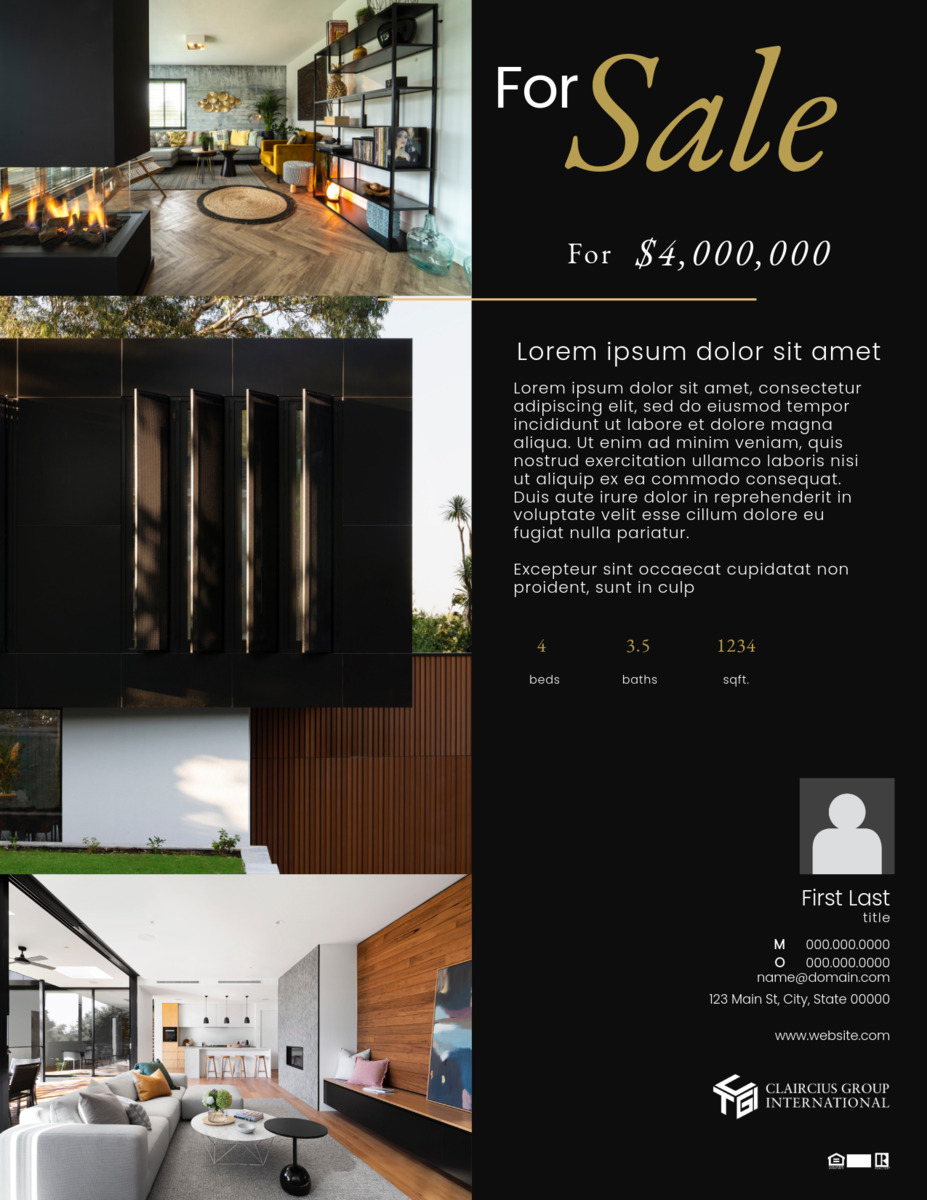 For Sale
For $4,000,000
Lorem ipsum dolor sit amet
Lorem ipsum dolor sit amet, consectetur
adipiscing elit, sed do eiusmod tempor
incididunt ut labore et dolore magna
aliqua. Ut enim ad minim veniam, quis
nostrud exercitation ullamco laboris nisi
ut aliquip ex ea commodo consequat.
Duis aute irure dolor in reprehenderit in
voluptate velit esse cillum dolore eu
fugiat nulla pariatur.
Excepteur sint occaecat cupidatat non
proident, sunt in culp
4 3.5 1234
beds baths sqft.
First Last
title
M 000.000.0000
O 000.000.0000
name@domain.com
123 Main St, City, State 00000
www.website.com
CLAIRCIUS GROUP
INTERNATIONAL